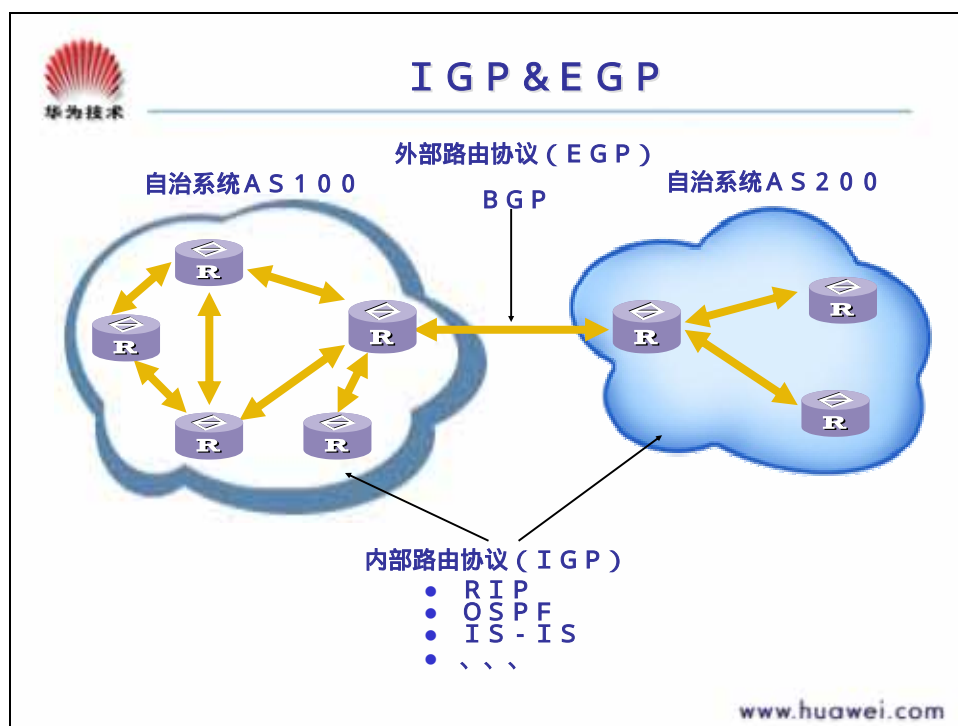 ＩＧＰ&ＥＧＰ
华为技术
外部路由协议（ＥＧＰ）
ＢＧＰ
自治系统ＡＳ１００
自治系统ＡＳ２００
R
R
R
R
R
R
R
R
内部路由协议（ＩＧＰ）
● ＲＩＰ
● ＯＳＰＦ
● ＩＳ-ＩＳ
● 、、、
www.huawei.com